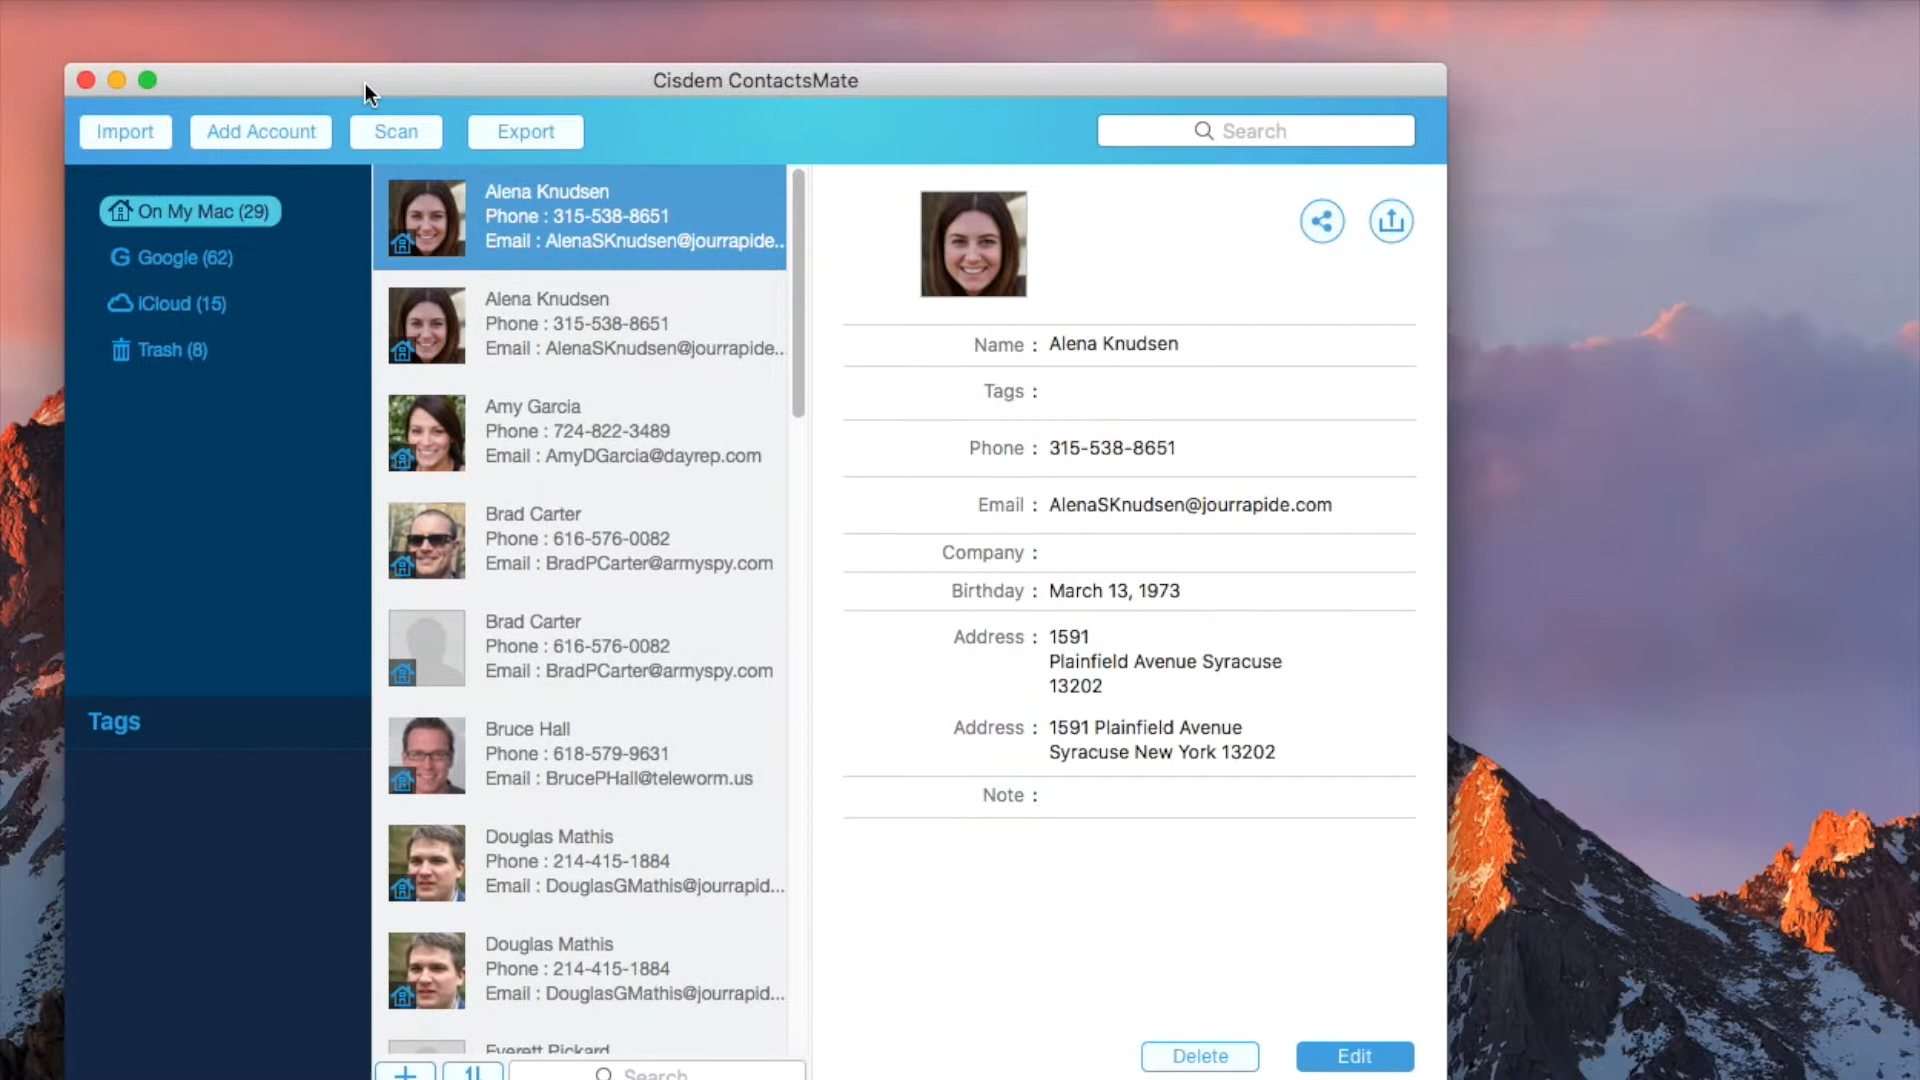 Cisdem ContactsMate
Import
Add Account
Scan
Export
Search
On My Mac (29)
Google (62)
ICloud (15)
Trash (8)
Tags
Alena Knudsen
Phone : 315-538-8651
Email : AlenaSKnudsen@jourrapide...
Alena Knudsen
Phone : 315-538-8651
Email : AlenaSKnudsen@jourrapide...
Amy Garcia
Phone : 724-822-3489
Email : AmyDGarcia@dayrep.com
Brad Carter
Phone : 616-576-0082
Email : BradPCarter@armyspy.com
Brad Carter
Phone : 616-576-0082
Email : BradPCarter@armyspy.com
Bruce Hall
Phone : 618-579-9631
Email : BrucePHall@teleworm.us
Douglas Mathis
Phone : 214-415-1884
Email : DouglasGMathis@jourrapid...
Douglas Mathis
Phone : 214-415-1884
Email : DouglasGMathis@jourrapid...
Everett Pickard
Search
Name : Alena Knudsen
Tags :
Phone : 315-538-8651
Email : AlenaSKnudsen@jourrapide.com
Company :
Birthday : March 13, 1973
Address : 1591
Plainfield Avenue Syracuse
13202
Address : 1591 Plainfield Avenue
Syracuse New York 13202
Note :
Delete
Edit